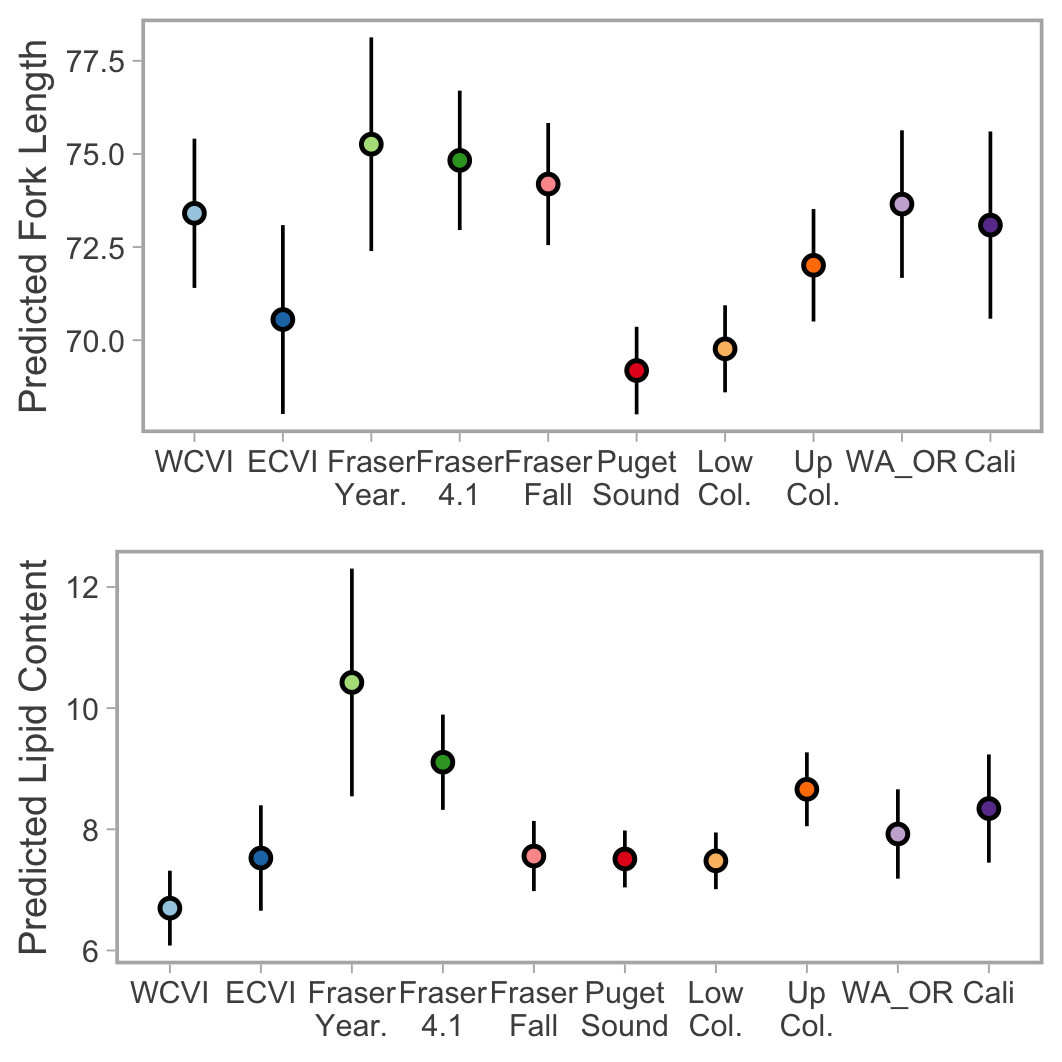 Predicted Fork Length
77.5
75.0
72.5
70.0
WCVI ECVI Fraser Fraser Fraser Puget Low Up WA_OR Cali
Year. 4.1 Fall Sound Col. Col.
Predicted Lipid Content
12
10
8
6
WCVI ECVI Fraser Fraser Fraser Puget Low Up WA_OR Cali
Year. 4.1 Fall Sound Col. Col.